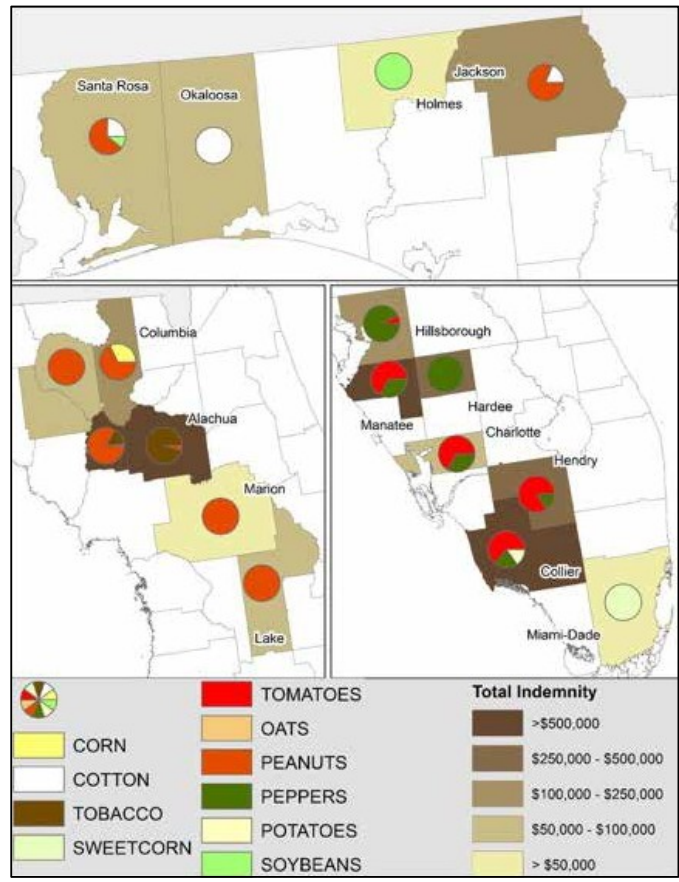 Santa Rosa
Okaloosa
Jackson
Holmes
Columbia
Alachua
Marion
Lake
Hillsborough
Hardee
Manatee
Charlotte
Hendry
Collier
Miami-Dade
CORN
COTTON
TOBACCO
SWEETCORN
TOMATOES
OATS
PEANUTS
PEPPERS
POTATOES
SOYBEANS
Total Indemnity
>$500,000
$250,000 - $500,000
$100,000 - $250,000
$50,000 - $100,000
> $50,000